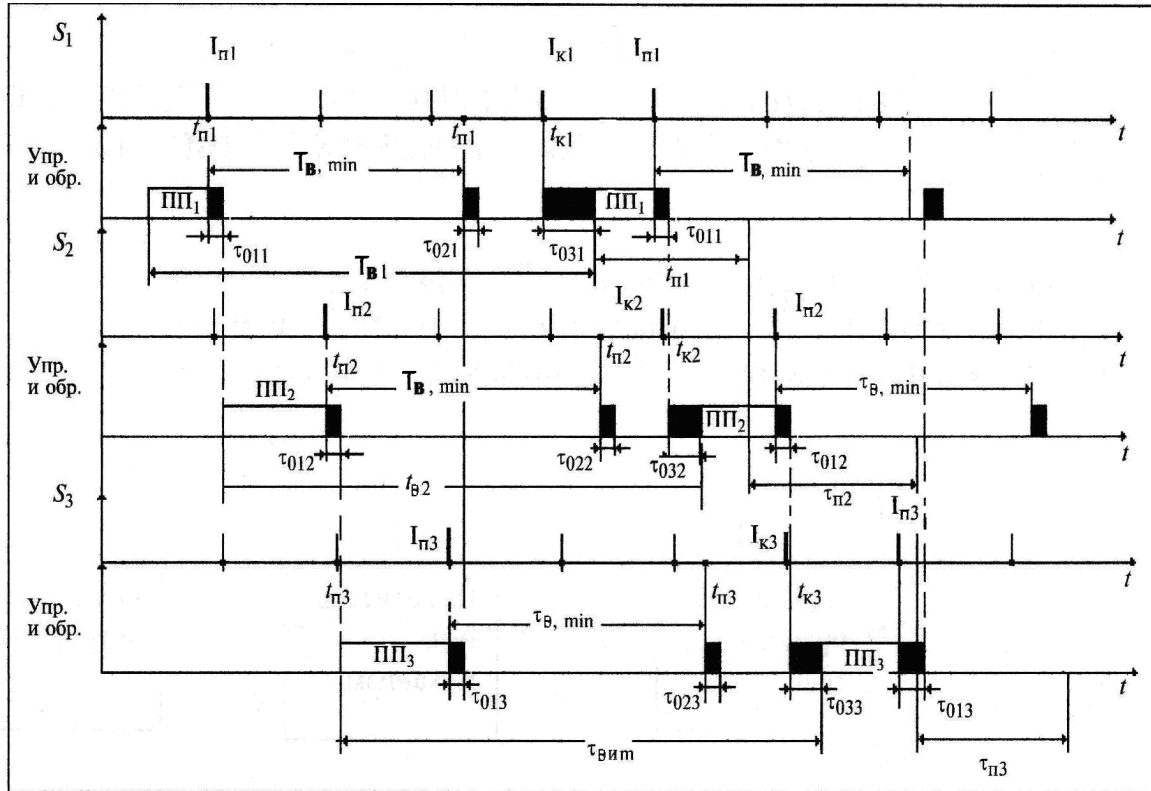 S1
Iп1 Iк1 Iп1
tп1 tп1 tк1 t
Упр.
и обр.
Tв, min Tв, min
ПП1 ПП1
τ011 τ021 τ031 τ011
S2
Tв1 tп1
Iп2 Iк2 Iп2
tп2 tп2 tк2 t
Упр.
и обр.
ПП2 Tв, min τв, min
ПП2
τ012 τ022 τ032 τ012 t
S3
tв2 τп2
Iп3 Iк3 Iп3
tп3 tп3 tк3 t
Упр.
и обр.
τв, min
ПП3 ПП3
τ013 τ023 τ033 τ013 t
τвит τп3